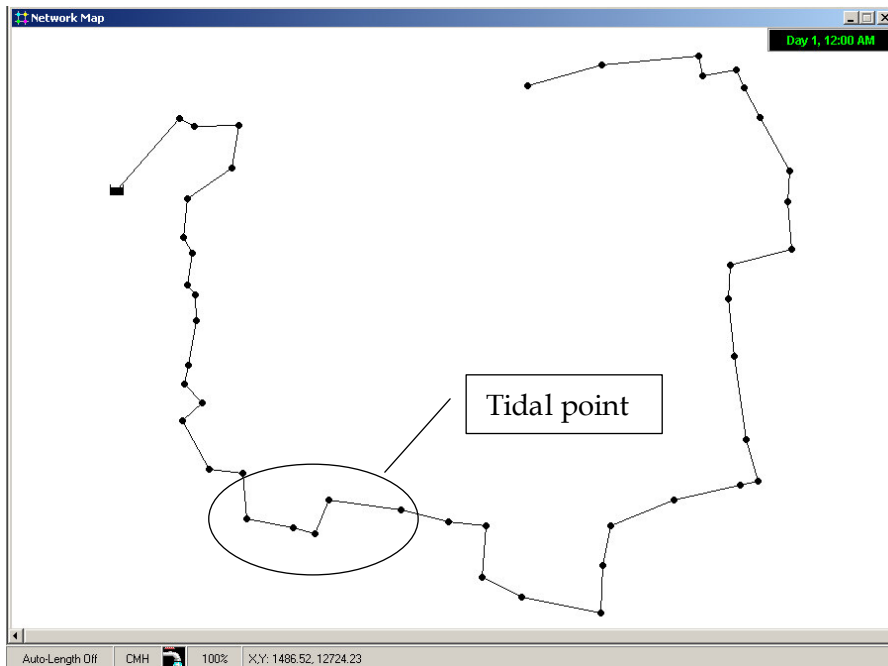 Network Map
Day 1, 12:00 AM
Tidal point
Auto-Length Off CMH 100% X,Y: 1486.52, 12724.23